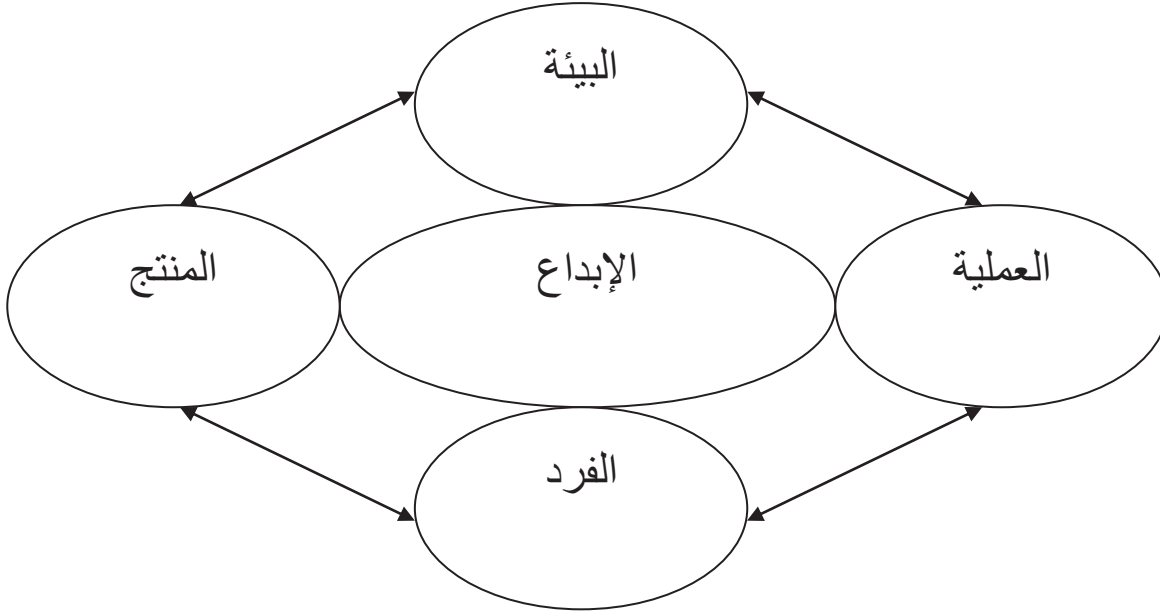 البيئة
العملية
الإبداع
المنتج
الفرد